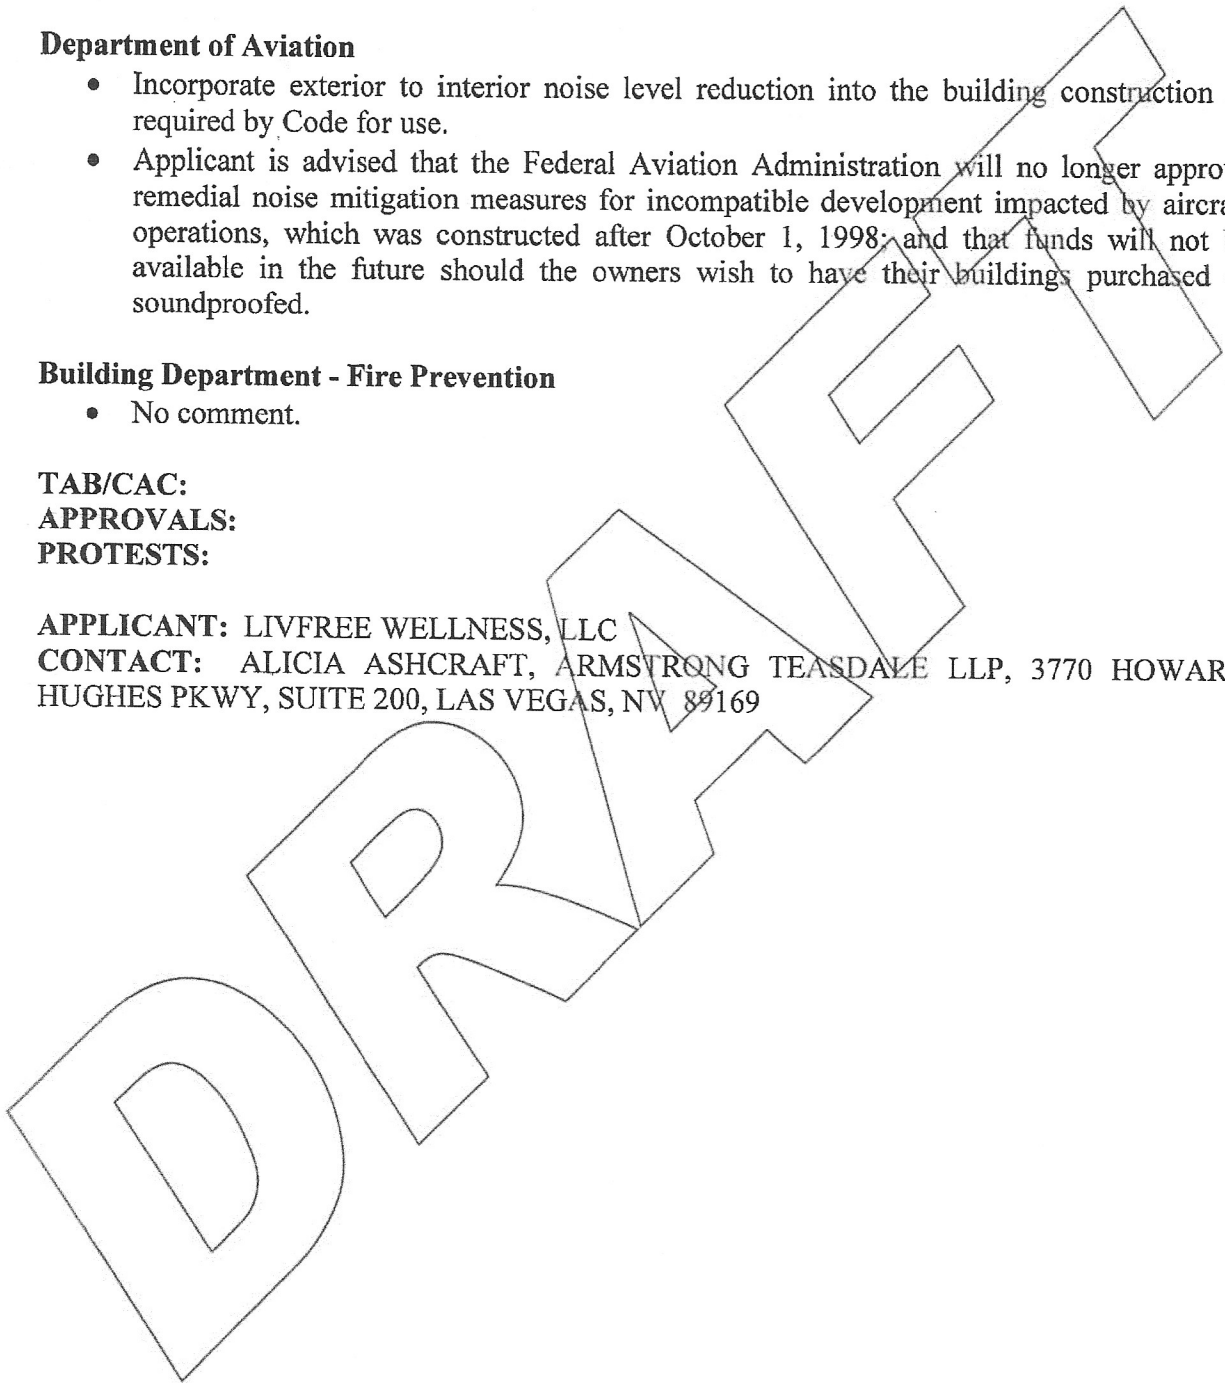 Department of Aviation
• Incorporate exterior to interior noise level reduction into the building construction
required by Code for use.
• Applicant is advised that the Federal Aviation Administration will no longer appro
remedial noise mitigation measures for incompatible development impacted by aircra
operations, which was constructed after October 1, 1998; and that funds will not
available in the future should the owners wish to have their buildings purchased
soundproofed.
Building Department - Fire Prevention
• No comment.
TAB/CAC:
APPROVALS:
PROTESTS:
APPLICANT: LIVFREE WELLNESS, LLC
CONTACT: ALICIA ASHCRAFT, ARMSTRONG TEASDALE LLP, 3770 HOWAR
HUGHES PKWY, SUITE 200, LAS VEGAS, NV 89169
DRAFT